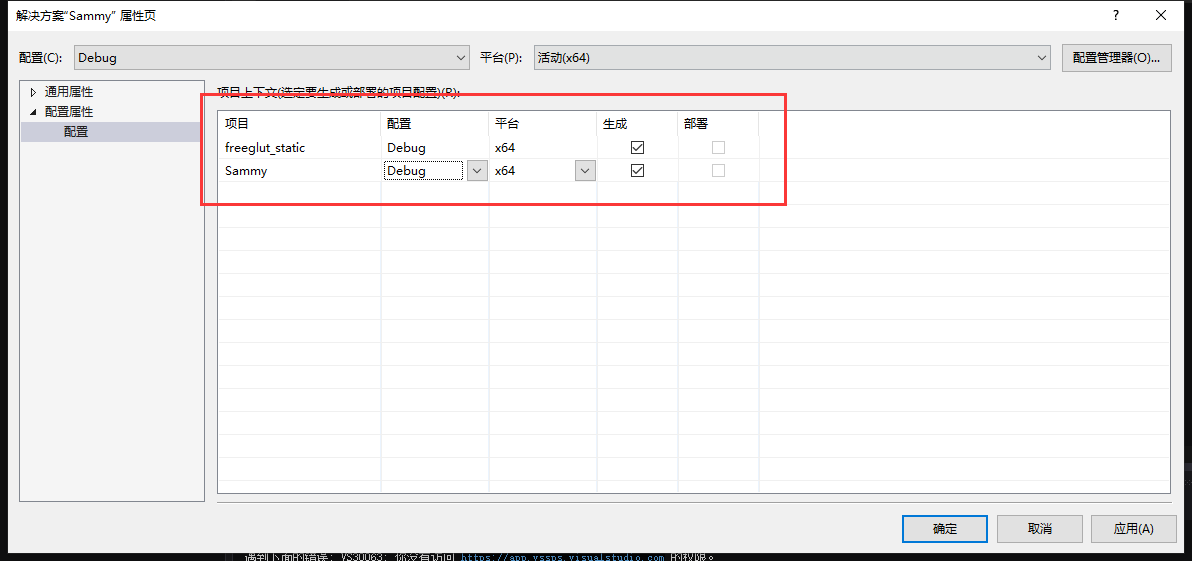 解决方案“Sammy” 属性页
配置(C): Debug 平台(P): 活动(x64) 配置管理器(O)...
通用属性
配置属性
配置
项目上下文(选定要生成或部署的项目配置)(R):
项目 配置 平台 生成 部署
freeglut_static Debug x64
Sammy Debug x64
确定 取消 应用(A)
遇到下面的错误: VS30063: 你没有访问 https://app.vssps.visualstudio.com 的权限。